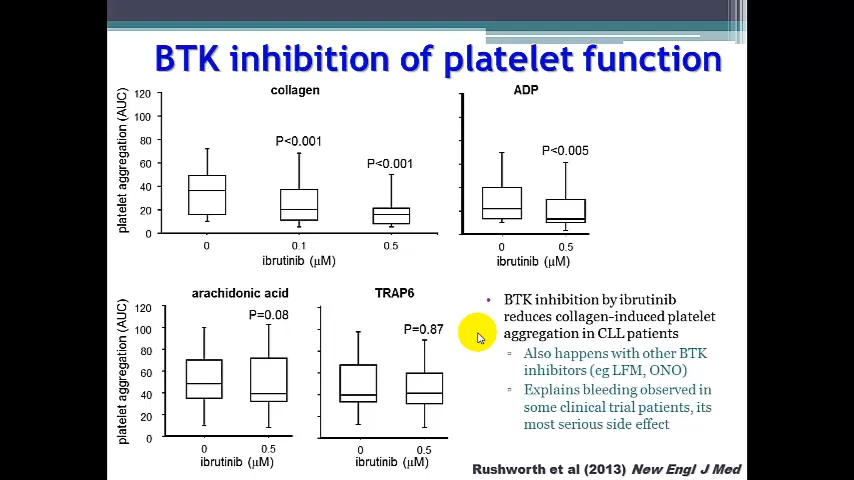 BTK inhibition of platelet function
collagen
platelet aggregation (AUC)
120
100
80
60
40
20
0
P<0.001
P<0.001
0
0.1
0.5
ibrutinib (μM)
ADP
P<0.005
0
0.5
ibrutinib (μM)
arachidonic acid
platelet aggregation (AUC)
120
100
80
60
40
20
0
P=0.08
0
0.5
ibrutinib (μM)
TRAP6
P=0.87
0
0.5
ibrutinib (μM)
• BTK inhibition by ibrutinib
reduces collagen-induced platelet
aggregation in CLL patients
▫ Also happens with other BTK
inhibitors (eg LFM, ONO)
▫ Explains bleeding observed in
some clinical trial patients, its
most serious side effect
Rushworth et al (2013) New Engl J Med